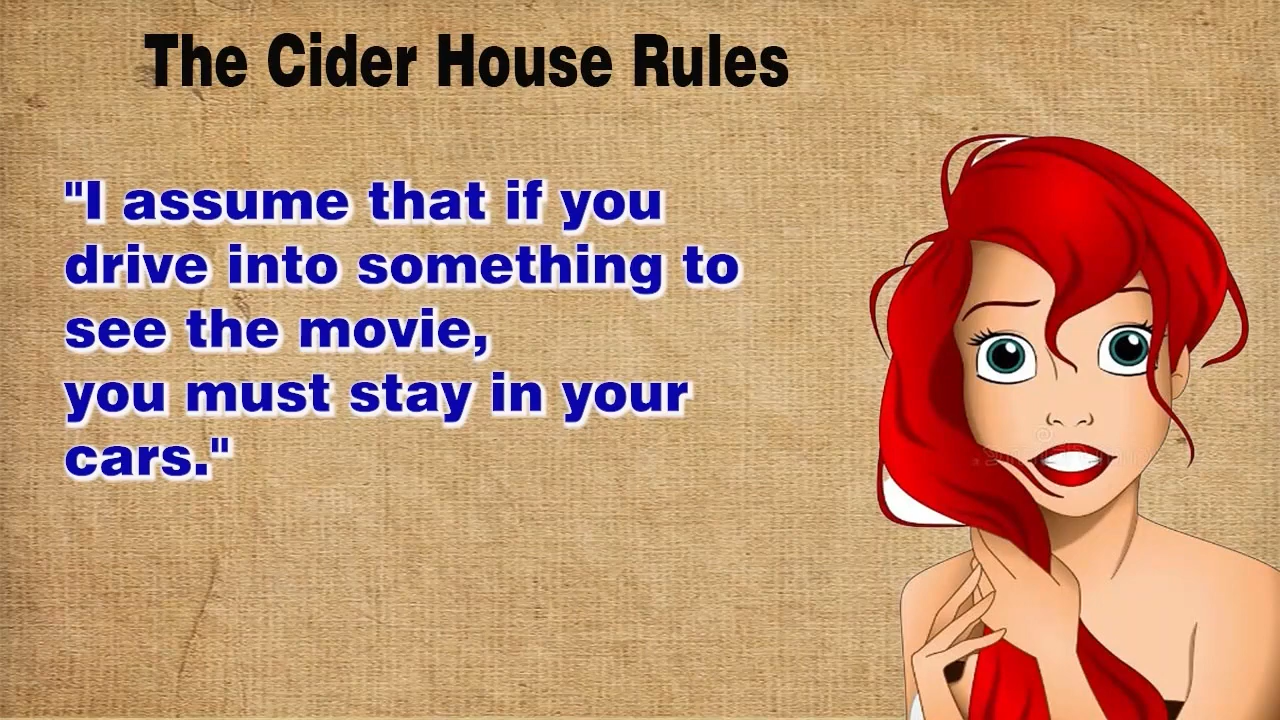 The Cider House Rules
"I assume that if you
drive into something to
see the movie,
you must stay in your
cars."